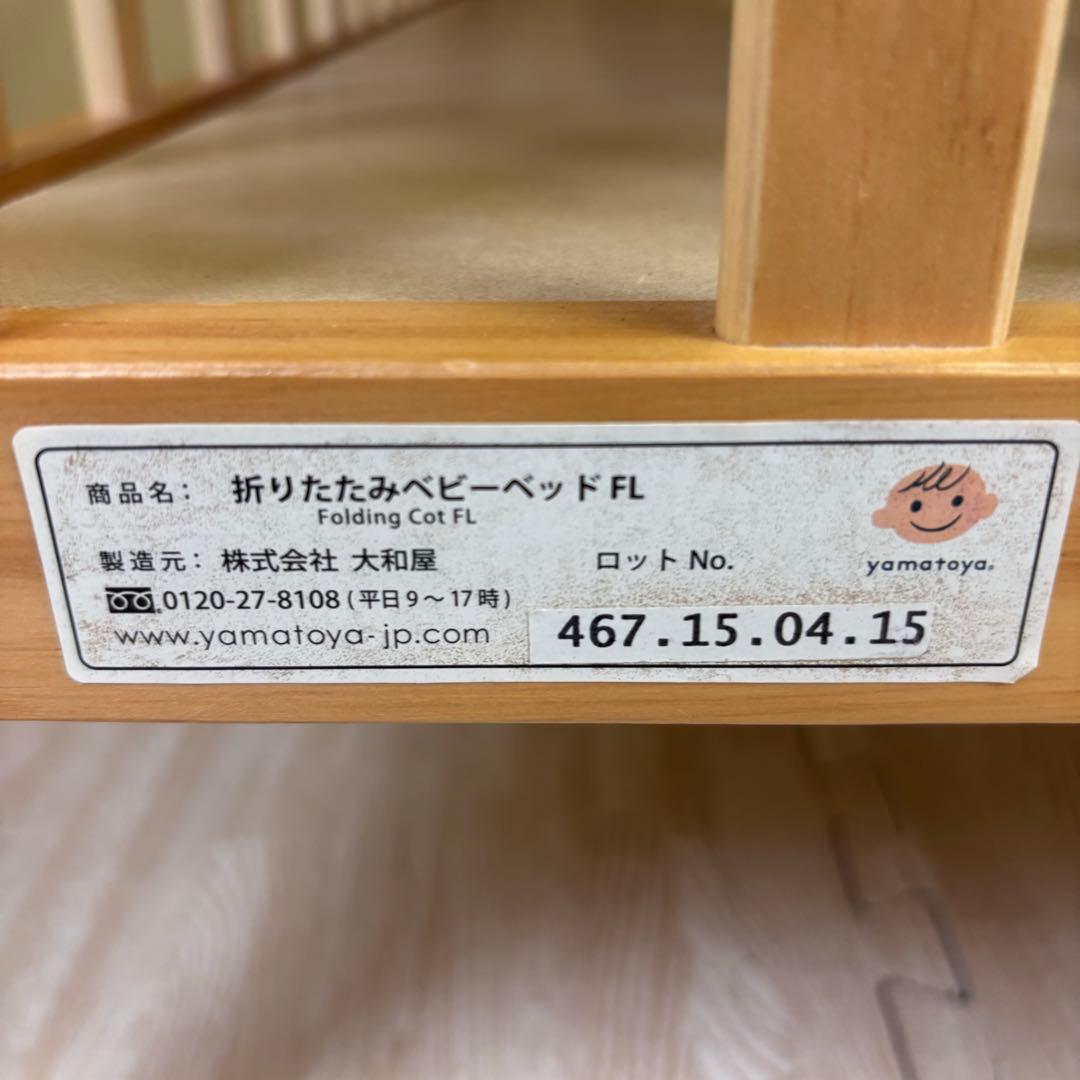 商品名： 折りたたみベビーベッド FL
Folding Cot FL
製造元： 株式会社 大和屋
0120-27-8108 (平日9～17時)
www.yamatoya-jp.com
ロット No.
467.15.04.15
yamatoya®